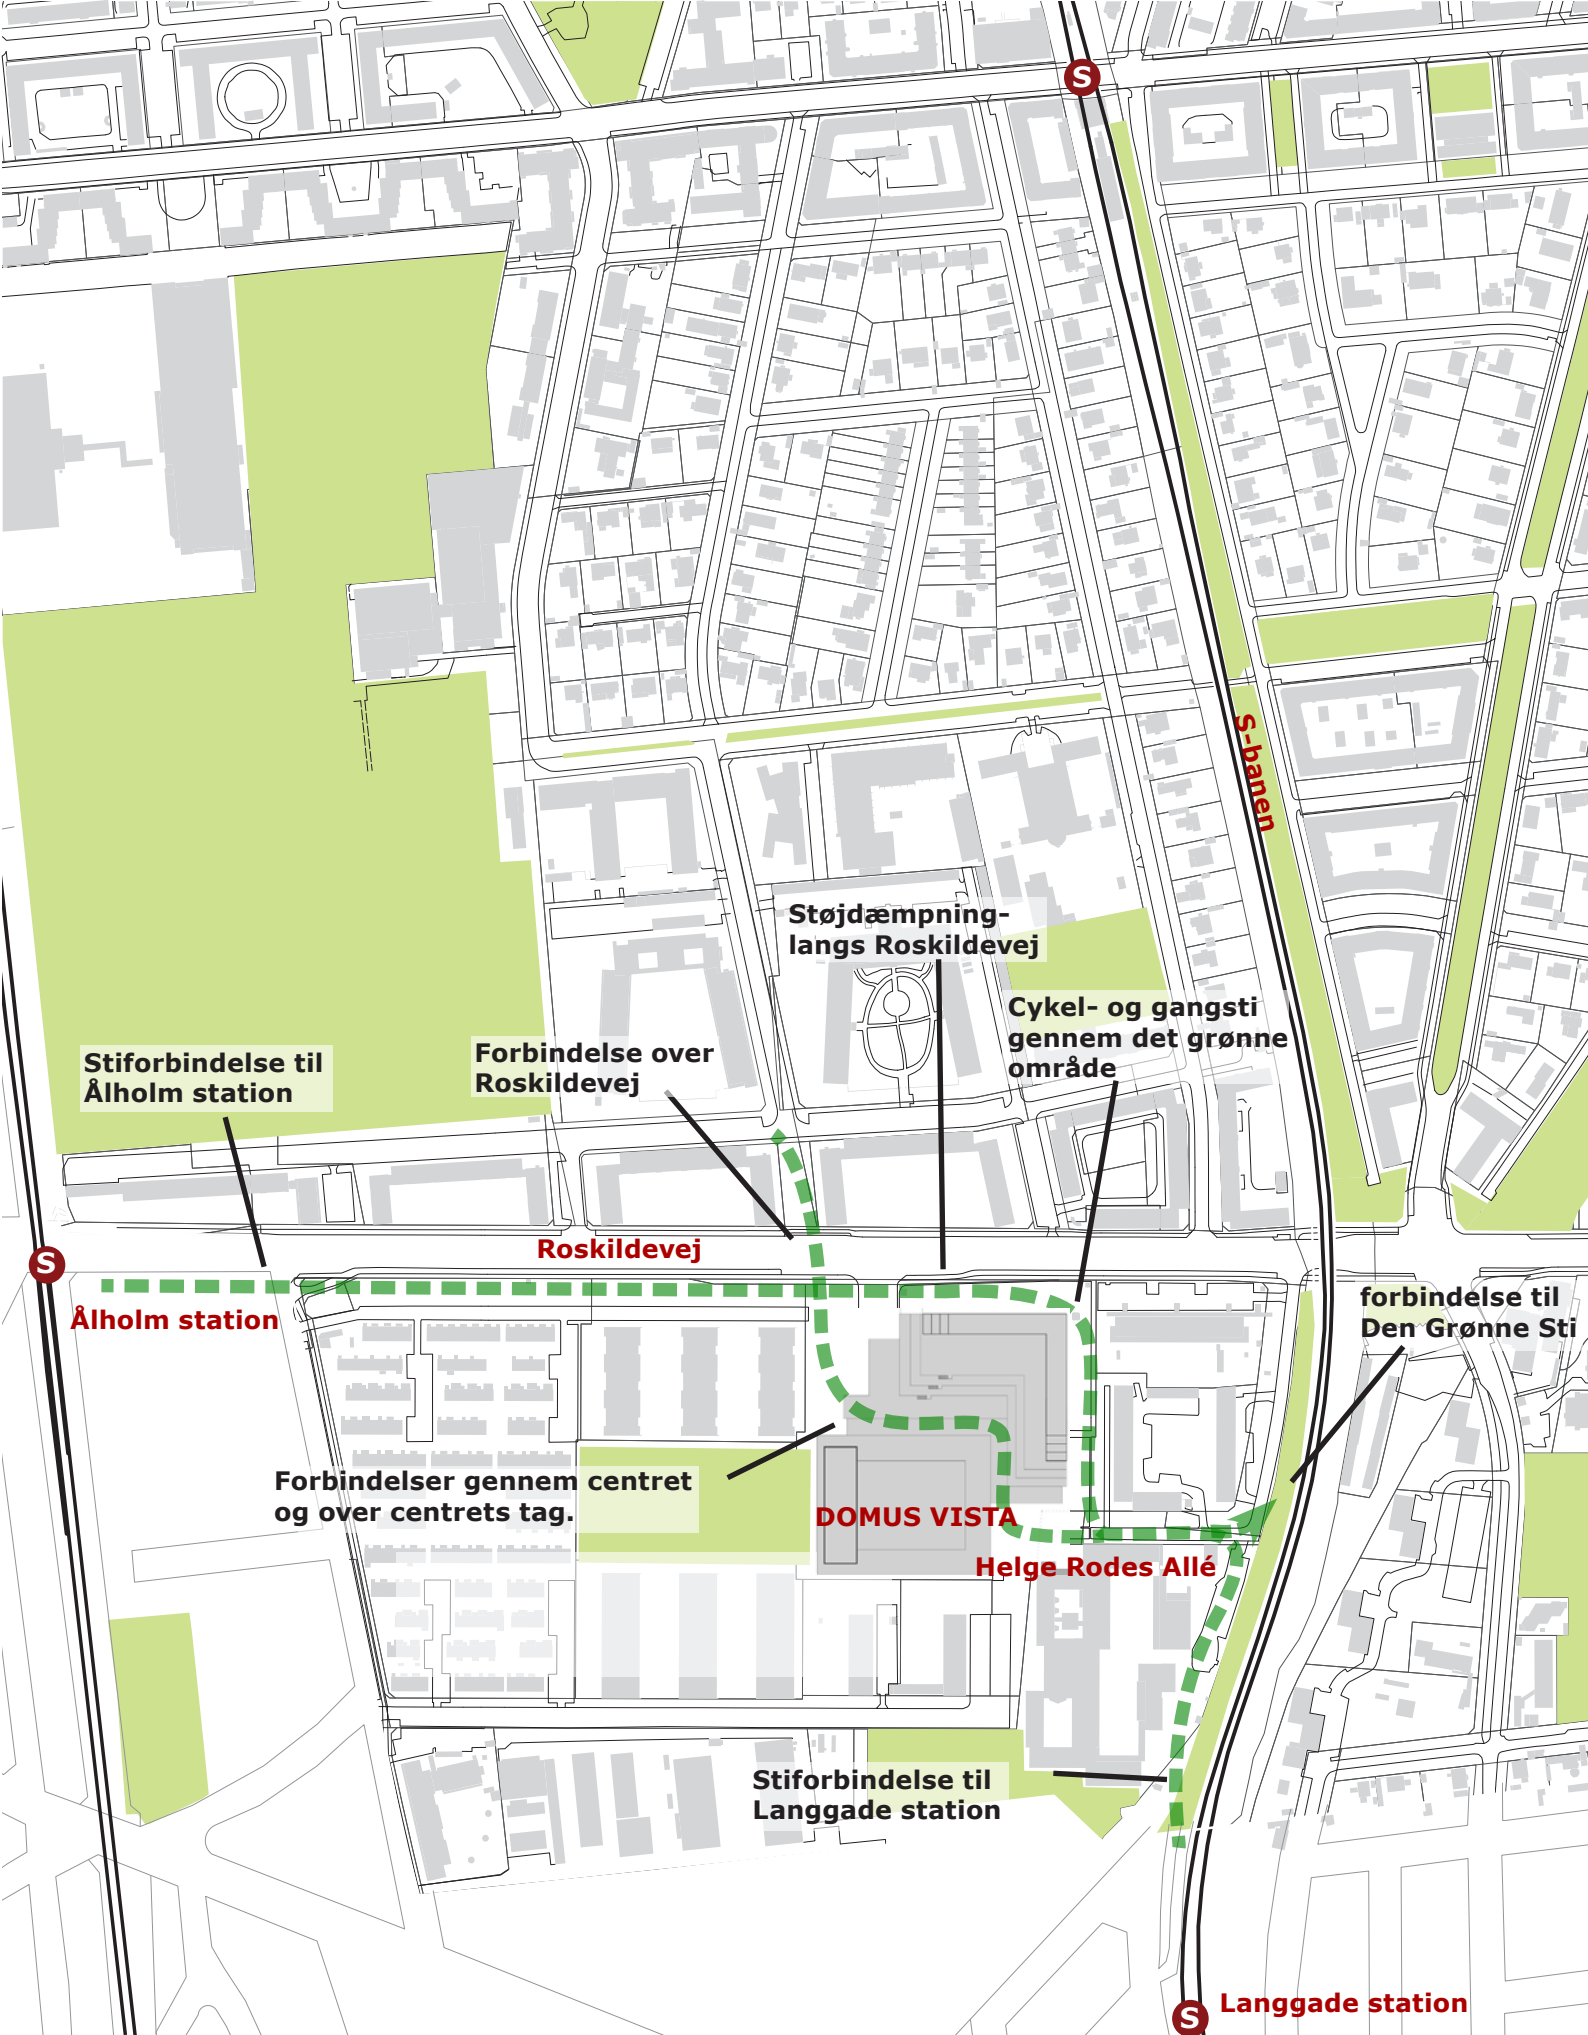 S
S-banen
Støjdæmpning-
langs Roskildevej
Cykel- og gangsti
gennem det grønne
område
Forbindelse over
Roskildevej
Stiforbindelse til
Ålholm station
Roskildevej
S
Ålholm station
forbindelse til
Den Grønne Sti
Forbindelser gennem centret
og over centrets tag.
DOMUS VISTA
Helge Rodes Allé
Stiforbindelse til
Langgade station
Langgade station
S